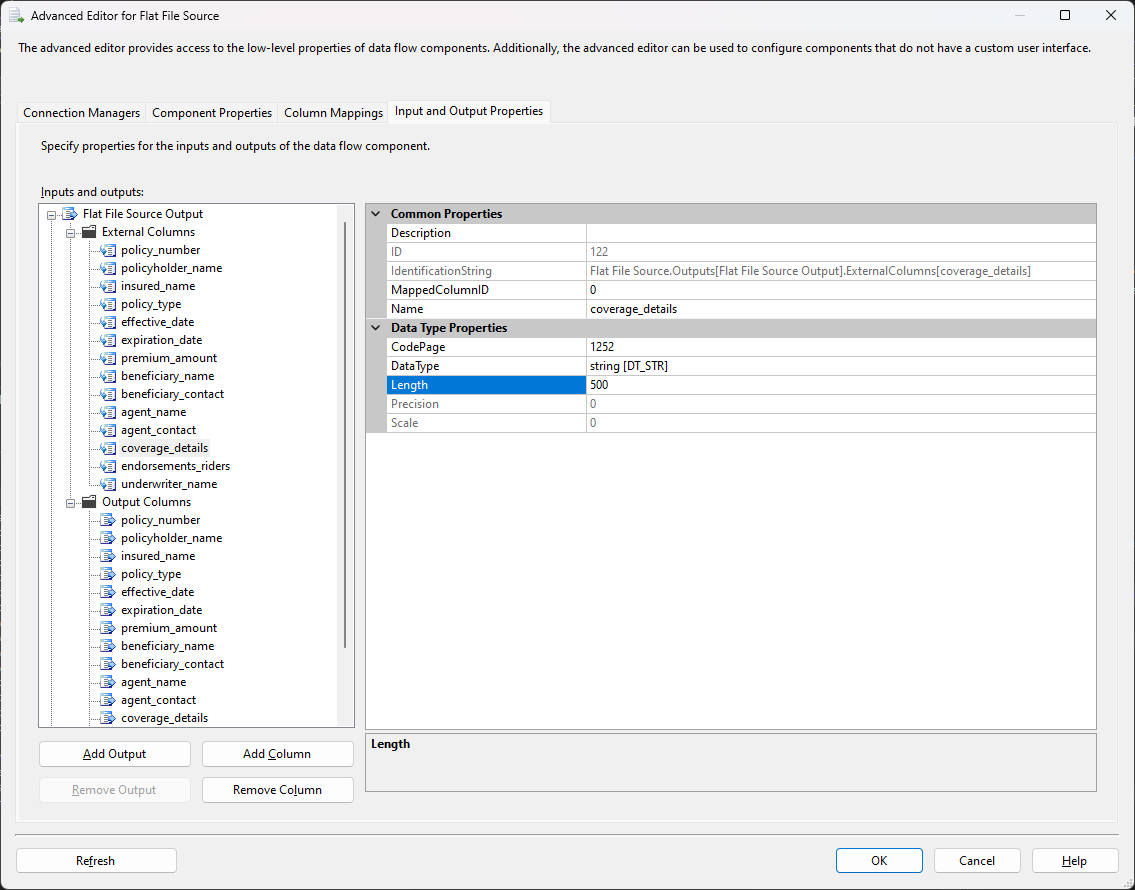 Advanced Editor for Flat File Source
The advanced editor provides access to the low-level properties of data flow components. Additionally, the advanced editor can be used to configure components that do not have a custom user interface.
Connection Managers Component Properties Column Mappings Input and Output Properties
Specify properties for the inputs and outputs of the data flow component.
Inputs and outputs:
Flat File Source Output
External Columns
policy_number
policyholder_name
insured_name
policy_type
effective_date
expiration_date
premium_amount
beneficiary_name
beneficiary_contact
agent_name
agent_contact
coverage_details
endorsements_riders
underwriter_name
Output Columns
policy_number
policyholder_name
insured_name
policy_type
effective_date
expiration_date
premium_amount
beneficiary_name
beneficiary_contact
agent_name
agent_contact
coverage_details
Common Properties
Description
ID 122
IdentificationString Flat File Source.Outputs[Flat File Source Output].ExternalColumns[coverage_details]
MappedColumnID 0
Name coverage_details
Data Type Properties
CodePage 1252
DataType string [DT_STR]
Length 500
Precision 0
Scale 0
Length
Add Output Add Column
Remove Output Remove Column
Refresh OK Cancel Help